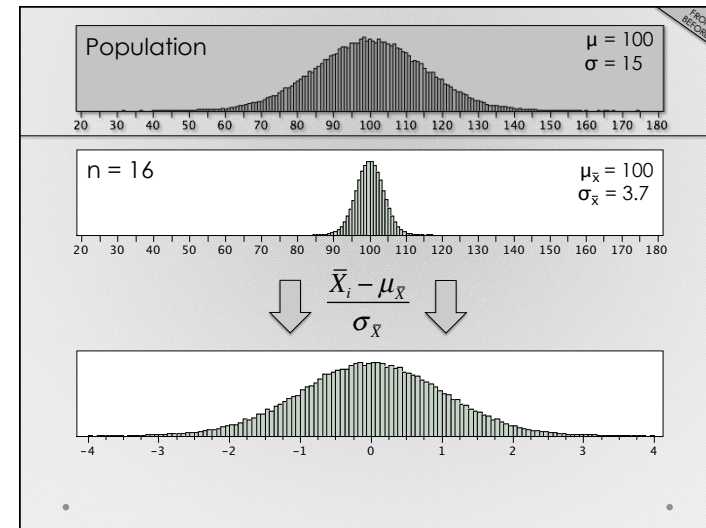 FROM
BEFORE
Population
μ = 100
σ = 15
20 30 40 50 60 70 80 90 100 110 120 130 140 150 160 170 180
n = 16
μx̄ = 100
σx̄ = 3.7
20 30 40 50 60 70 80 90 100 110 120 130 140 150 160 170 180
X̄i − μX̄
σX̄
−4 −3 −2 −1 0 1 2 3 4